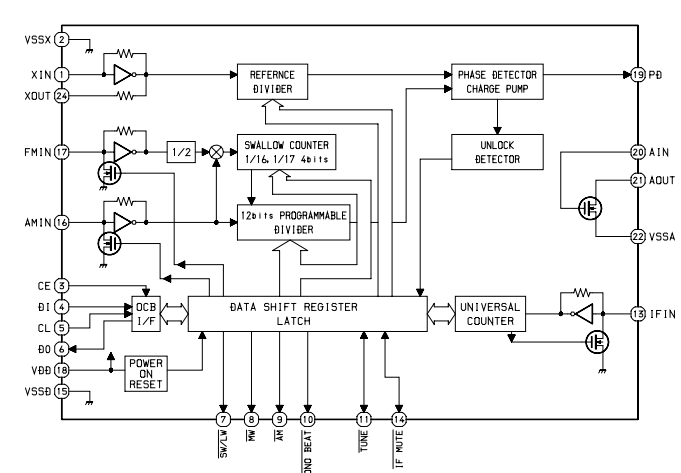 VSSX 2
XIN 1
XOUT 24
FMIN 17
AMIN 16
CE 3
DI 4
CL 5
DO 6
VDD 18
VSSD 15
REFERNCE
DIVIDER
PHASE DETECTOR
CHARGE PUMP
19 PD
1/2
SWALLOW COUNTER
1/16, 1/17 4bits
UNLOCK
DETECTOR
20 AIN
21 AOUT
22 VSSA
12bits PROGRAMMABLE
DIVIDER
CCB
I/F
DATA SHIFT REGISTER
LATCH
UNIVERSAL
COUNTER
13 IFIN
POWER
ON
RESET
7
8
9
10
11
14
SW/LW
MW
AM
OND BEAT
TUNE
IF MUTE